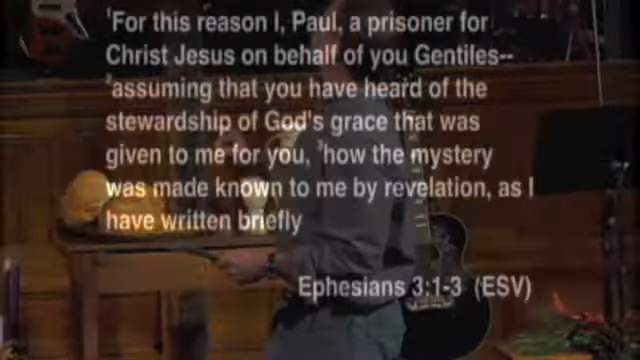 ¹For this reason I, Paul, a prisoner for
Christ Jesus on behalf of you Gentiles--
²assuming that you have heard of the
stewardship of God's grace that was
given to me for you, ³how the mystery
was made known to me by revelation, as I
have written briefly
Ephesians 3:1-3 (ESV)